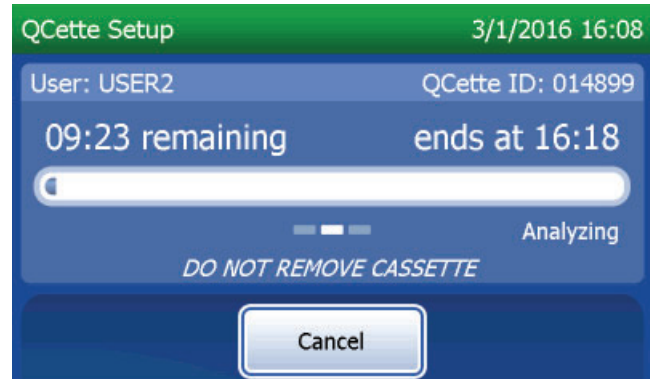 QCette Setup 3/1/2016 16:08
User: USER2 QCette ID: 014899
09:23 remaining ends at 16:18
Analyzing
DO NOT REMOVE CASSETTE
Cancel